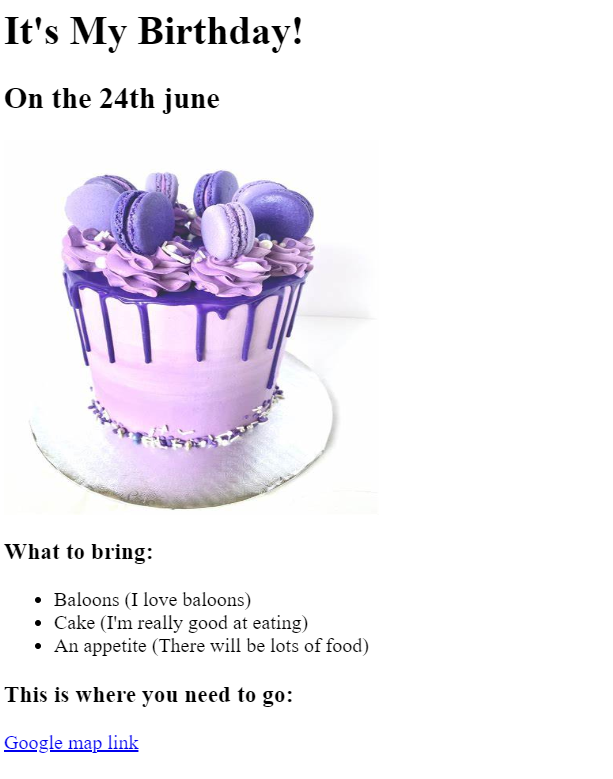 It's My Birthday!
On the 24th june
What to bring:
Baloons (I love baloons)
Cake (I'm really good at eating)
An appetite (There will be lots of food)
This is where you need to go:
Google map link